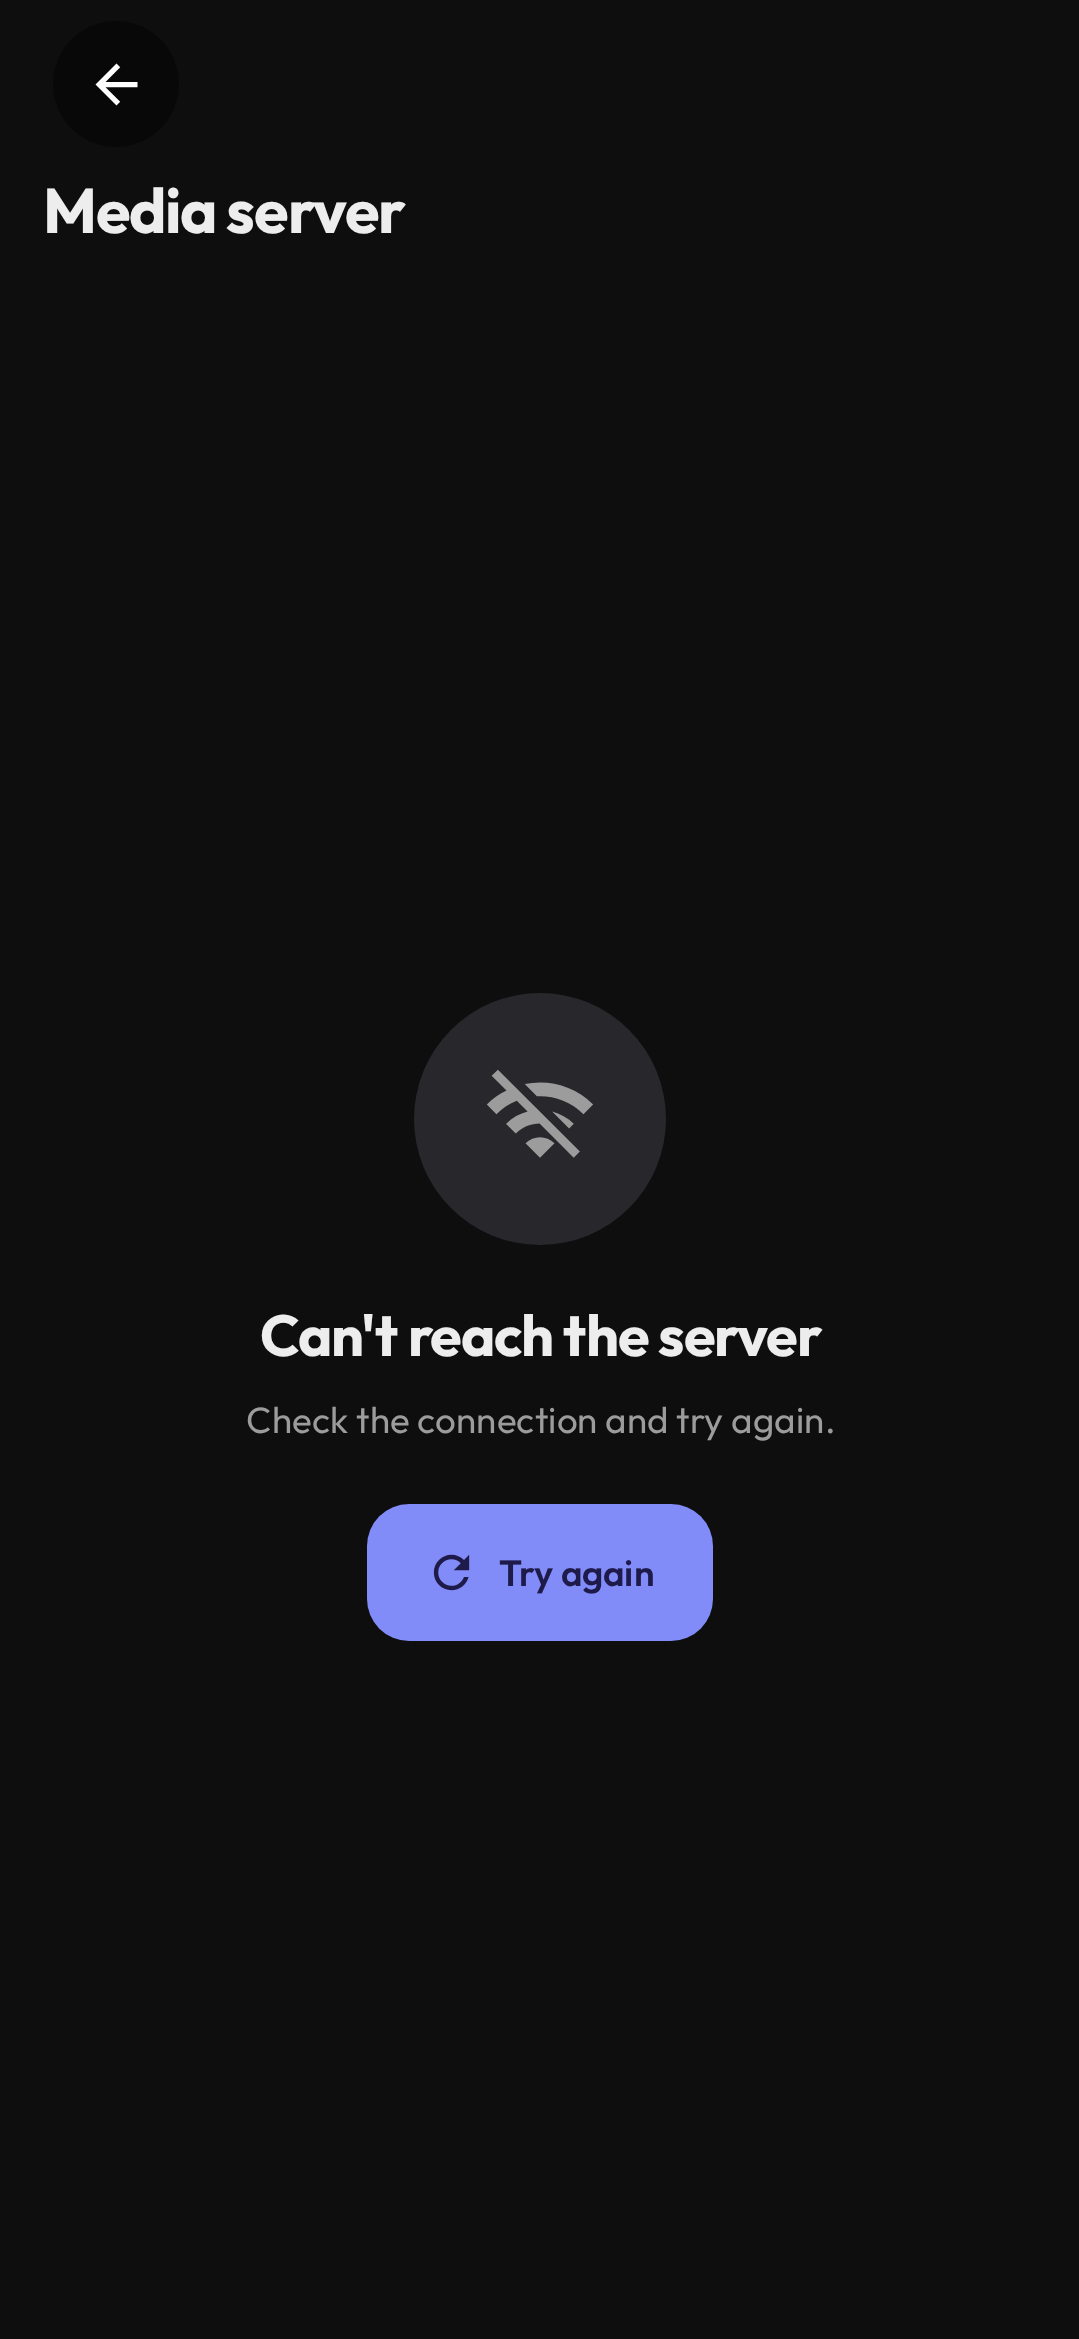 Media server
Can't reach the server
Check the connection and try again.
Try again